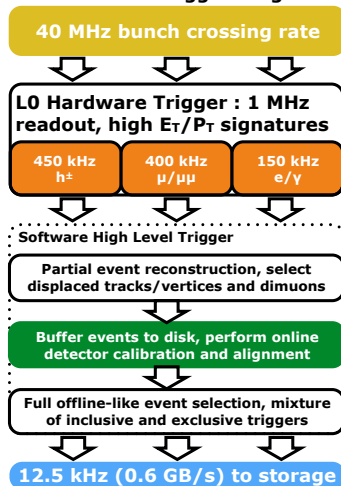 40 MHz bunch crossing rate
L0 Hardware Trigger : 1 MHz
readout, high ET/PT signatures
450 kHz
h±
400 kHz
μ/μμ
150 kHz
e/γ
Software High Level Trigger
Partial event reconstruction, select
displaced tracks/vertices and dimuons
Buffer events to disk, perform online
detector calibration and alignment
Full offline-like event selection, mixture
of inclusive and exclusive triggers
12.5 kHz (0.6 GB/s) to storage